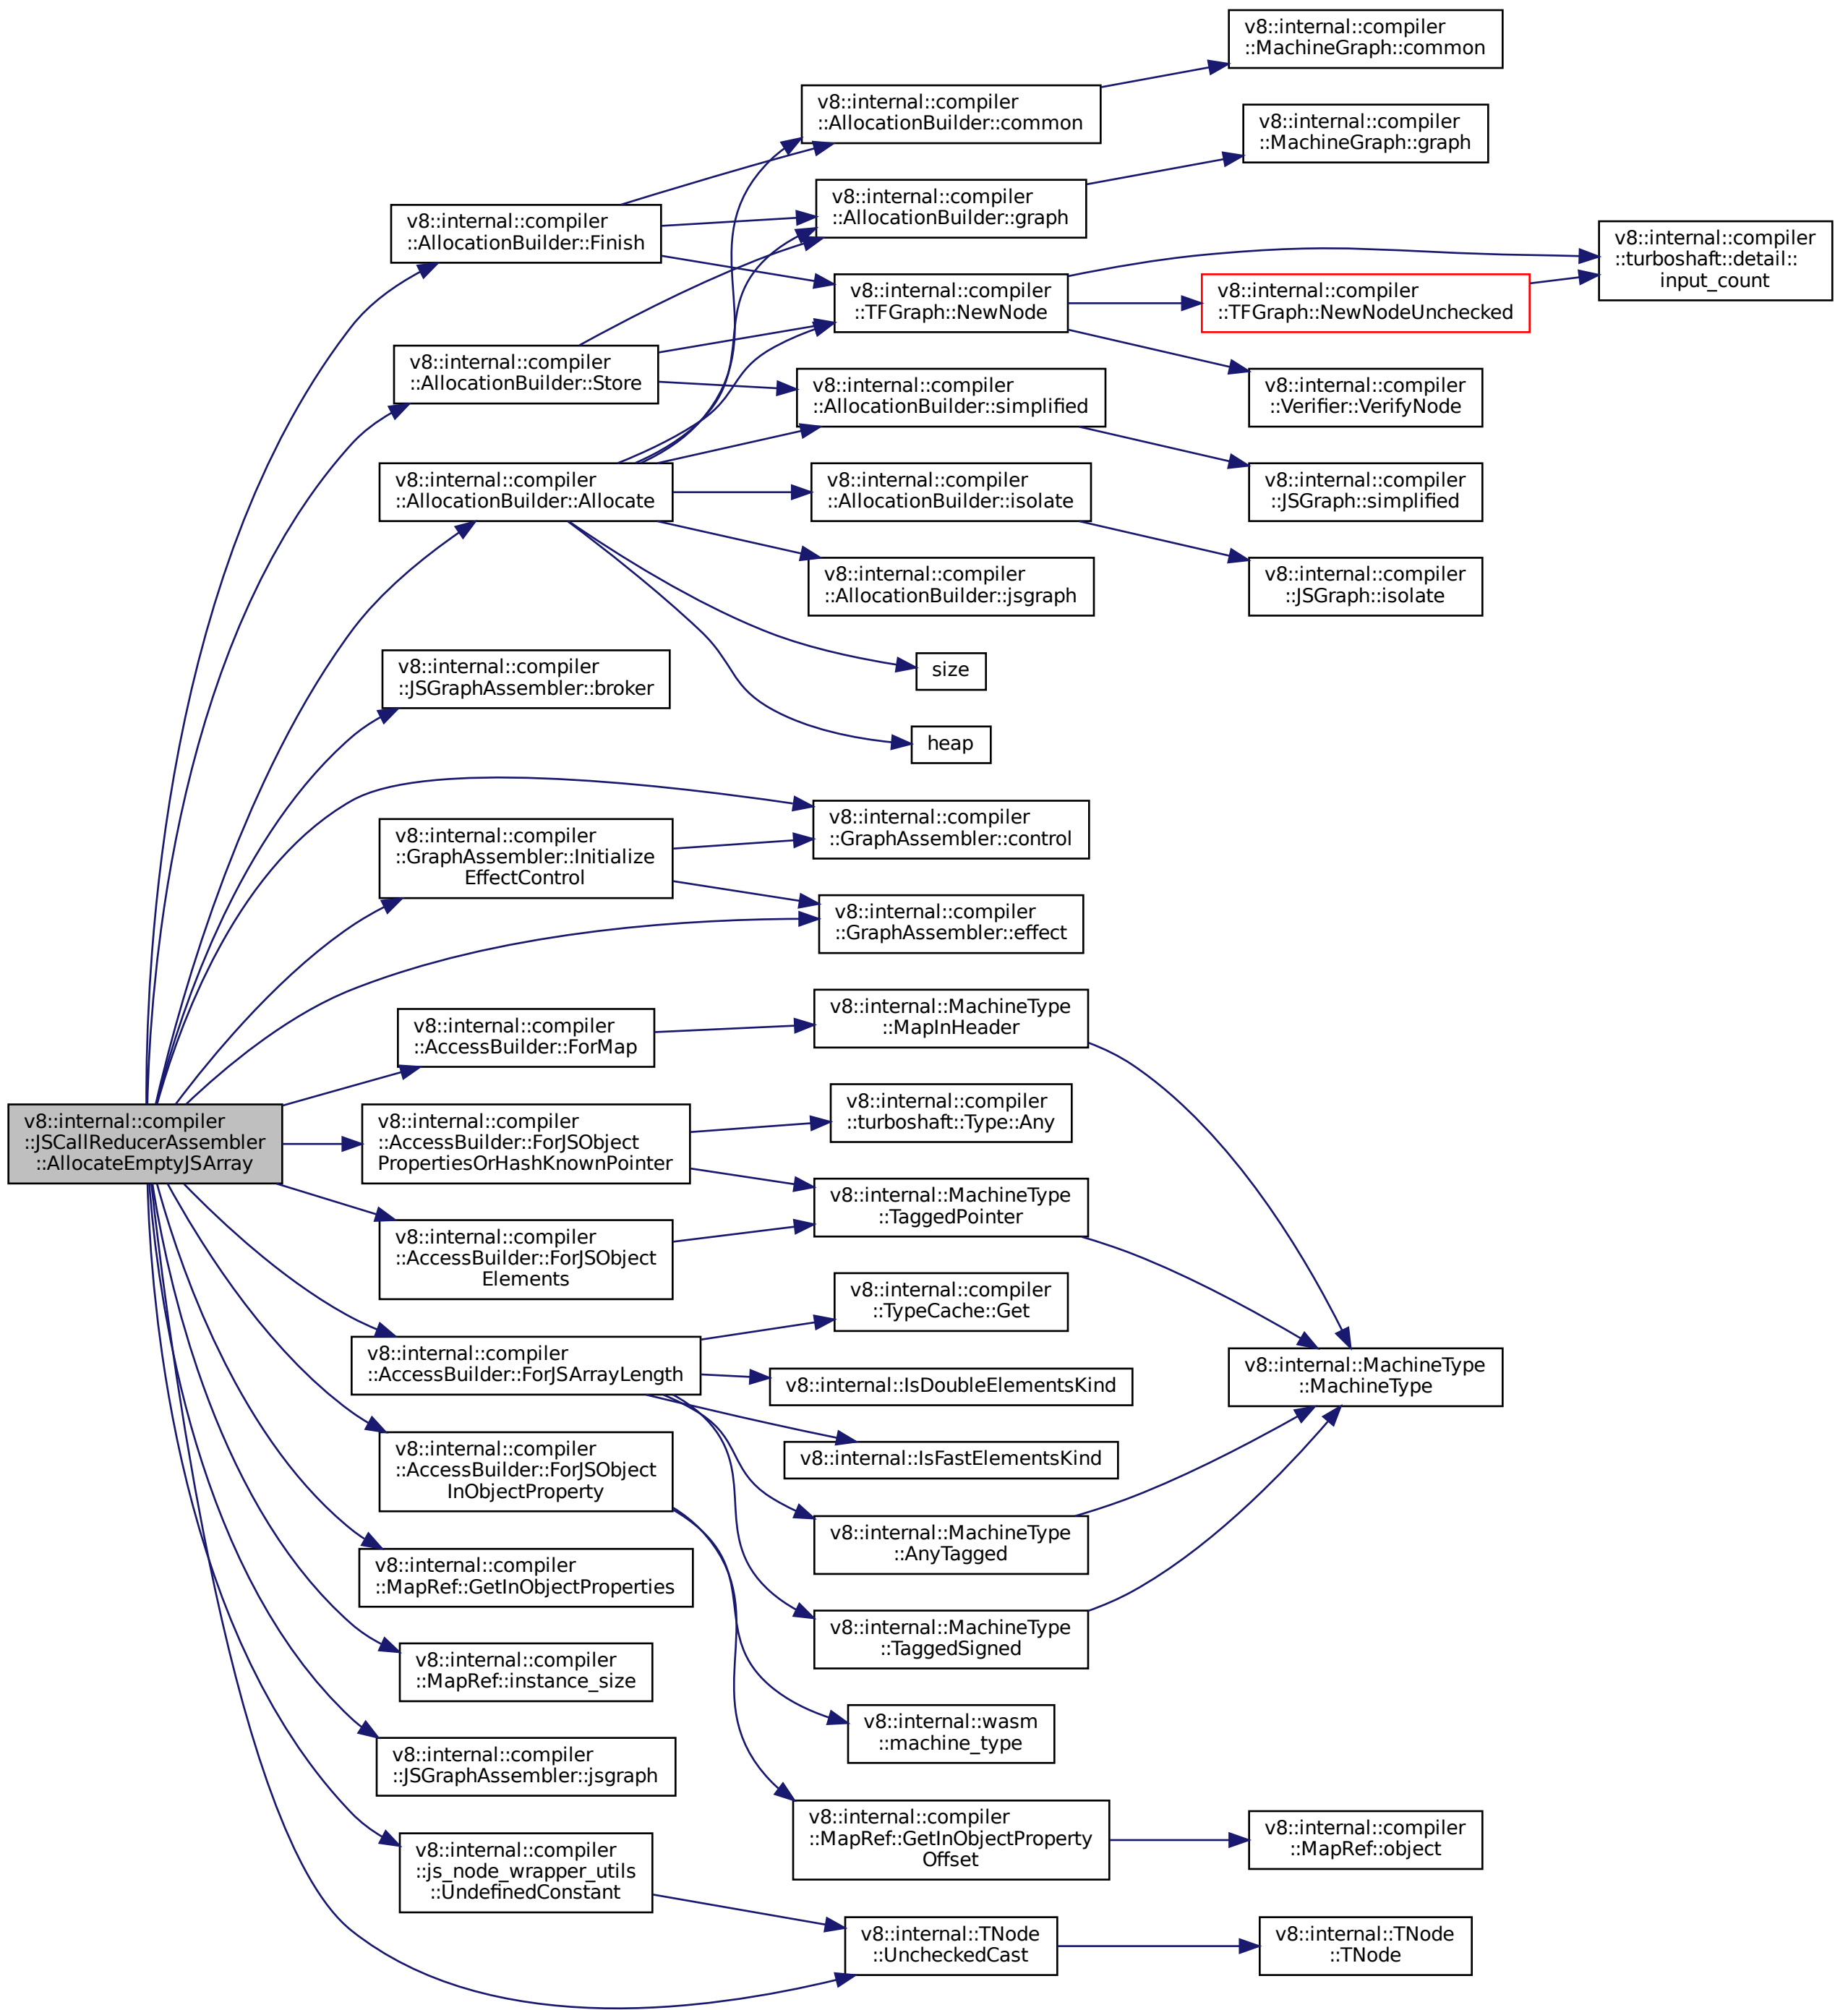 v8::internal::compiler
::JSCallReducerAssembler
::AllocateEmptyJSArray
v8::internal::compiler
::AllocationBuilder::Finish
v8::internal::compiler
::AllocationBuilder::Store
v8::internal::compiler
::AllocationBuilder::Allocate
v8::internal::compiler
::JSGraphAssembler::broker
v8::internal::compiler
::GraphAssembler::Initialize
EffectControl
v8::internal::compiler
::AccessBuilder::ForMap
v8::internal::compiler
::AccessBuilder::ForJSObject
PropertiesOrHashKnownPointer
v8::internal::compiler
::AccessBuilder::ForJSObject
Elements
v8::internal::compiler
::AccessBuilder::ForJSArrayLength
v8::internal::compiler
::AccessBuilder::ForJSObject
InObjectProperty
v8::internal::compiler
::MapRef::GetInObjectProperties
v8::internal::compiler
::MapRef::instance_size
v8::internal::compiler
::JSGraphAssembler::jsgraph
v8::internal::compiler
::js_node_wrapper_utils
::UndefinedConstant
v8::internal::compiler
::AllocationBuilder::common
v8::internal::compiler
::AllocationBuilder::graph
v8::internal::compiler
::TFGraph::NewNode
v8::internal::compiler
::AllocationBuilder::simplified
v8::internal::compiler
::AllocationBuilder::isolate
v8::internal::compiler
::AllocationBuilder::jsgraph
size
heap
v8::internal::compiler
::GraphAssembler::control
v8::internal::compiler
::GraphAssembler::effect
v8::internal::MachineType
::MapInHeader
v8::internal::compiler
::turboshaft::Type::Any
v8::internal::MachineType
::TaggedPointer
v8::internal::compiler
::TypeCache::Get
v8::internal::IsDoubleElementsKind
v8::internal::IsFastElementsKind
v8::internal::MachineType
::AnyTagged
v8::internal::MachineType
::TaggedSigned
v8::internal::wasm
::machine_type
v8::internal::compiler
::MapRef::GetInObjectProperty
Offset
v8::internal::TNode
::UncheckedCast
v8::internal::compiler
::MachineGraph::common
v8::internal::compiler
::MachineGraph::graph
v8::internal::compiler
::TFGraph::NewNodeUnchecked
v8::internal::compiler
::Verifier::VerifyNode
v8::internal::compiler
::JSGraph::simplified
v8::internal::compiler
::JSGraph::isolate
v8::internal::MachineType
::MachineType
v8::internal::compiler
::MapRef::object
v8::internal::TNode
::TNode
v8::internal::compiler
::turboshaft::detail::
input_count